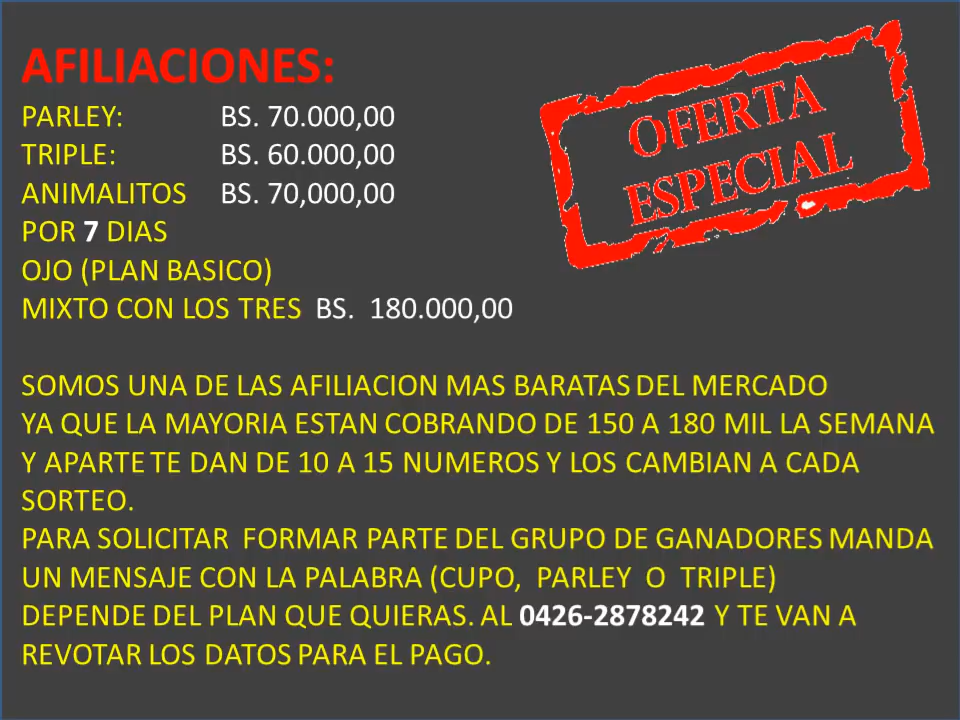 AFILIACIONES:
PARLEY: BS. 70.000,00
TRIPLE: BS. 60.000,00
ANIMALITOS BS. 70,000,00
POR 7 DIAS
OJO (PLAN BASICO)
MIXTO CON LOS TRES BS. 180.000,00
OFERTA
ESPECIAL
SOMOS UNA DE LAS AFILIACION MAS BARATAS DEL MERCADO
YA QUE LA MAYORIA ESTAN COBRANDO DE 150 A 180 MIL LA SEMANA
Y APARTE TE DAN DE 10 A 15 NUMEROS Y LOS CAMBIAN A CADA
SORTEO.
PARA SOLICITAR FORMAR PARTE DEL GRUPO DE GANADORES MANDA
UN MENSAJE CON LA PALABRA (CUPO, PARLEY O TRIPLE)
DEPENDE DEL PLAN QUE QUIERAS. AL 0426-2878242 Y TE VAN A
REVOTAR LOS DATOS PARA EL PAGO.